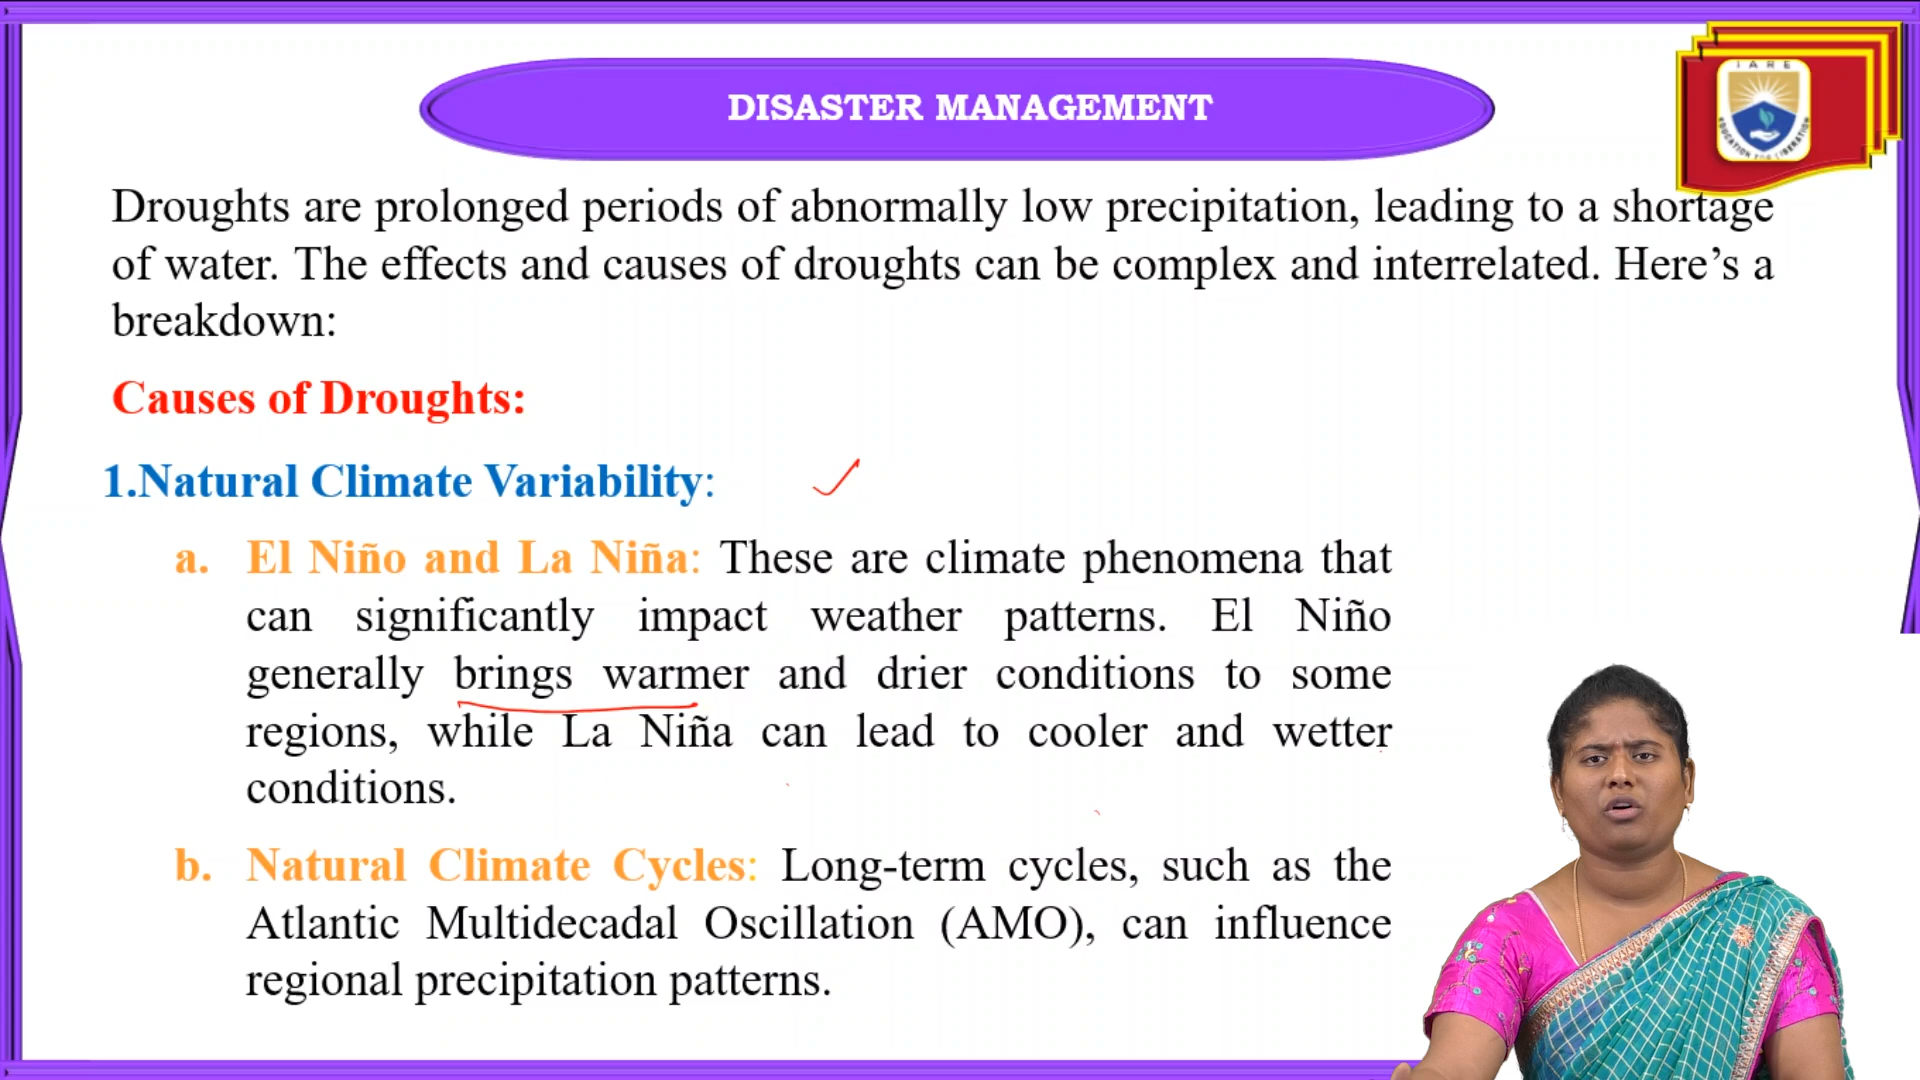 IARE
EDUCATION FOR LIBERATION
DISASTER MANAGEMENT
Droughts are prolonged periods of abnormally low precipitation, leading to a shortage
of water. The effects and causes of droughts can be complex and interrelated. Here’s a
breakdown:
Causes of Droughts:
1.Natural Climate Variability:
a. El Niño and La Niña: These are climate phenomena that
can significantly impact weather patterns. El Niño
generally brings warmer and drier conditions to some
regions, while La Niña can lead to cooler and wetter
conditions.
b. Natural Climate Cycles: Long-term cycles, such as the
Atlantic Multidecadal Oscillation (AMO), can influence
regional precipitation patterns.